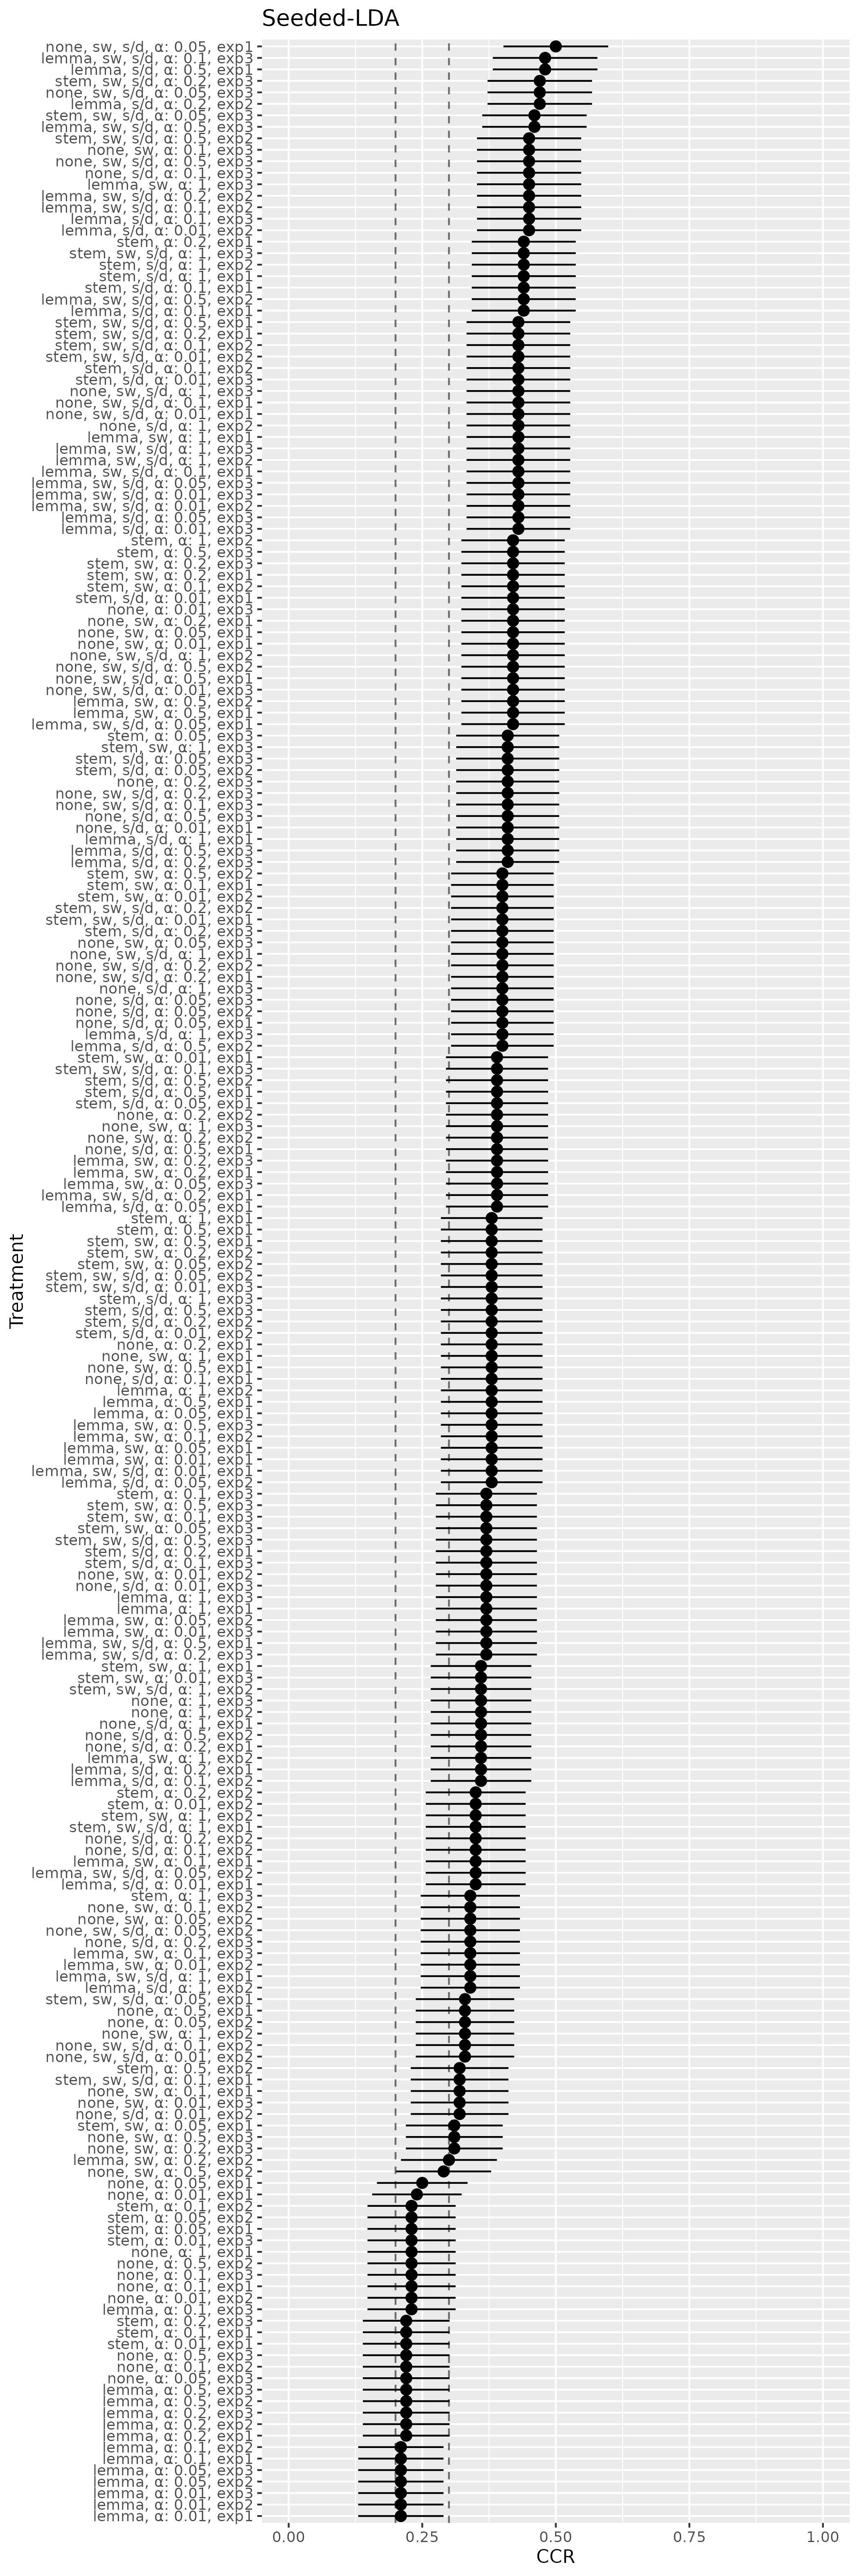 Seeded-LDA
none, sw, s/d, α: 0.05, exp1
lemma, sw, s/d, α: 0.1, exp3
lemma, s/d, α: 0.5, exp1
stem, sw, s/d, α: 0.2, exp3
none, sw, s/d, α: 0.05, exp3
lemma, s/d, α: 0.2, exp2
stem, sw, s/d, α: 0.05, exp3
lemma, sw, s/d, α: 0.5, exp3
stem, sw, s/d, α: 0.5, exp2
none, sw, α: 0.1, exp3
none, sw, s/d, α: 0.5, exp3
none, s/d, α: 0.1, exp3
lemma, sw, α: 1, exp3
lemma, sw, s/d, α: 0.2, exp2
lemma, sw, s/d, α: 0.1, exp2
lemma, s/d, α: 0.1, exp3
lemma, s/d, α: 0.01, exp2
stem, α: 0.2, exp1
stem, sw, s/d, α: 1, exp3
stem, s/d, α: 1, exp2
stem, s/d, α: 1, exp1
stem, s/d, α: 0.1, exp1
lemma, sw, s/d, α: 0.5, exp2
lemma, s/d, α: 0.1, exp1
stem, sw, s/d, α: 0.5, exp1
stem, sw, s/d, α: 0.2, exp1
stem, sw, s/d, α: 0.1, exp2
stem, sw, s/d, α: 0.01, exp2
stem, s/d, α: 0.1, exp2
stem, s/d, α: 0.01, exp3
none, sw, s/d, α: 1, exp3
none, sw, s/d, α: 0.1, exp1
none, sw, s/d, α: 0.01, exp1
none, s/d, α: 1, exp2
lemma, sw, α: 1, exp1
lemma, sw, s/d, α: 1, exp3
lemma, sw, s/d, α: 1, exp2
lemma, sw, s/d, α: 0.1, exp1
lemma, sw, s/d, α: 0.05, exp3
lemma, sw, s/d, α: 0.01, exp3
lemma, sw, s/d, α: 0.01, exp2
lemma, s/d, α: 0.05, exp3
lemma, s/d, α: 0.01, exp3
stem, α: 1, exp2
stem, α: 0.5, exp3
stem, sw, α: 0.2, exp3
stem, sw, α: 0.2, exp1
stem, sw, α: 0.1, exp2
stem, s/d, α: 0.01, exp1
none, α: 0.01, exp3
none, sw, α: 0.2, exp1
none, sw, α: 0.05, exp1
none, sw, α: 0.01, exp1
none, sw, s/d, α: 1, exp2
none, sw, s/d, α: 0.5, exp2
none, sw, s/d, α: 0.5, exp1
none, sw, s/d, α: 0.01, exp3
lemma, sw, α: 0.5, exp2
lemma, sw, α: 0.5, exp1
lemma, sw, s/d, α: 0.05, exp1
stem, α: 0.05, exp3
stem, sw, α: 1, exp3
stem, s/d, α: 0.05, exp3
stem, s/d, α: 0.05, exp2
none, α: 0.2, exp3
none, sw, s/d, α: 0.2, exp3
none, sw, s/d, α: 0.1, exp3
none, s/d, α: 0.5, exp3
none, s/d, α: 0.01, exp1
lemma, s/d, α: 1, exp1
lemma, s/d, α: 0.5, exp3
lemma, s/d, α: 0.2, exp3
stem, sw, α: 0.5, exp2
stem, sw, α: 0.1, exp1
stem, sw, α: 0.01, exp2
stem, sw, s/d, α: 0.2, exp2
stem, sw, s/d, α: 0.01, exp1
stem, s/d, α: 0.2, exp3
none, sw, α: 0.05, exp3
none, sw, s/d, α: 1, exp1
none, sw, s/d, α: 0.2, exp2
none, sw, s/d, α: 0.2, exp1
none, s/d, α: 1, exp3
none, s/d, α: 0.05, exp3
none, s/d, α: 0.05, exp2
none, s/d, α: 0.05, exp1
lemma, s/d, α: 1, exp3
lemma, s/d, α: 0.5, exp2
stem, sw, α: 0.01, exp1
stem, sw, s/d, α: 0.1, exp3
stem, s/d, α: 0.5, exp2
stem, s/d, α: 0.5, exp1
stem, s/d, α: 0.05, exp1
none, α: 0.2, exp2
none, sw, α: 1, exp3
none, sw, α: 0.2, exp2
none, s/d, α: 0.5, exp1
lemma, sw, α: 0.2, exp3
lemma, sw, α: 0.2, exp1
lemma, sw, α: 0.05, exp3
lemma, sw, s/d, α: 0.2, exp1
lemma, s/d, α: 0.05, exp1
stem, α: 1, exp1
stem, α: 0.5, exp1
stem, sw, α: 0.5, exp1
stem, sw, α: 0.2, exp2
stem, sw, α: 0.05, exp2
stem, sw, s/d, α: 0.05, exp2
stem, sw, s/d, α: 0.01, exp3
stem, s/d, α: 1, exp3
stem, s/d, α: 0.5, exp3
stem, s/d, α: 0.2, exp2
stem, s/d, α: 0.01, exp2
none, α: 0.2, exp1
none, sw, α: 1, exp1
none, sw, α: 0.5, exp1
none, s/d, α: 0.1, exp1
lemma, α: 1, exp2
lemma, α: 0.5, exp1
lemma, α: 0.05, exp1
lemma, sw, α: 0.5, exp3
lemma, sw, α: 0.1, exp2
lemma, sw, α: 0.05, exp1
lemma, sw, α: 0.01, exp1
lemma, sw, s/d, α: 0.01, exp1
lemma, s/d, α: 0.05, exp2
stem, α: 0.1, exp3
stem, sw, α: 0.5, exp3
stem, sw, α: 0.1, exp3
stem, sw, α: 0.05, exp3
stem, sw, s/d, α: 0.5, exp3
stem, s/d, α: 0.2, exp1
stem, s/d, α: 0.1, exp3
none, sw, α: 0.01, exp2
none, s/d, α: 0.01, exp3
lemma, α: 1, exp3
lemma, α: 1, exp1
lemma, sw, α: 0.05, exp2
lemma, sw, α: 0.01, exp3
lemma, sw, s/d, α: 0.5, exp1
lemma, sw, s/d, α: 0.2, exp3
stem, sw, α: 1, exp1
stem, sw, α: 0.01, exp3
stem, sw, s/d, α: 1, exp2
none, α: 1, exp3
none, α: 1, exp2
none, s/d, α: 1, exp1
none, s/d, α: 0.5, exp2
none, s/d, α: 0.2, exp1
lemma, sw, α: 1, exp2
lemma, s/d, α: 0.2, exp1
lemma, s/d, α: 0.1, exp2
stem, α: 0.2, exp2
stem, α: 0.01, exp2
stem, sw, α: 1, exp2
stem, sw, s/d, α: 1, exp1
none, s/d, α: 0.2, exp2
none, s/d, α: 0.1, exp2
lemma, sw, α: 0.1, exp1
lemma, sw, s/d, α: 0.05, exp2
lemma, s/d, α: 0.01, exp1
stem, α: 1, exp3
none, sw, α: 0.1, exp2
none, sw, α: 0.05, exp2
none, sw, s/d, α: 0.05, exp2
none, s/d, α: 0.2, exp3
lemma, sw, α: 0.1, exp3
lemma, sw, α: 0.01, exp2
lemma, sw, s/d, α: 1, exp1
lemma, s/d, α: 1, exp2
stem, sw, s/d, α: 0.05, exp1
none, α: 0.5, exp1
none, α: 0.05, exp2
none, sw, α: 1, exp2
none, sw, s/d, α: 0.1, exp2
none, sw, s/d, α: 0.01, exp2
stem, α: 0.5, exp2
stem, sw, s/d, α: 0.1, exp1
none, sw, α: 0.1, exp1
none, sw, α: 0.01, exp3
none, s/d, α: 0.01, exp2
stem, sw, α: 0.05, exp1
none, sw, α: 0.5, exp3
none, sw, α: 0.2, exp3
lemma, sw, α: 0.2, exp2
none, sw, α: 0.5, exp2
none, α: 0.05, exp1
none, α: 0.01, exp1
stem, α: 0.1, exp2
stem, α: 0.05, exp2
stem, α: 0.05, exp1
stem, α: 0.01, exp3
none, α: 1, exp1
none, α: 0.5, exp2
none, α: 0.1, exp3
none, α: 0.1, exp1
none, α: 0.01, exp2
lemma, α: 0.1, exp3
stem, α: 0.2, exp3
stem, α: 0.1, exp1
stem, α: 0.01, exp1
none, α: 0.5, exp3
none, α: 0.1, exp2
none, α: 0.05, exp3
lemma, α: 0.5, exp3
lemma, α: 0.5, exp2
lemma, α: 0.2, exp3
lemma, α: 0.2, exp2
lemma, α: 0.2, exp1
lemma, α: 0.1, exp2
lemma, α: 0.1, exp1
lemma, α: 0.05, exp3
lemma, α: 0.05, exp2
lemma, α: 0.01, exp3
lemma, α: 0.01, exp2
lemma, α: 0.01, exp1
Treatment
0.00 0.25 0.50 0.75 1.00
CCR